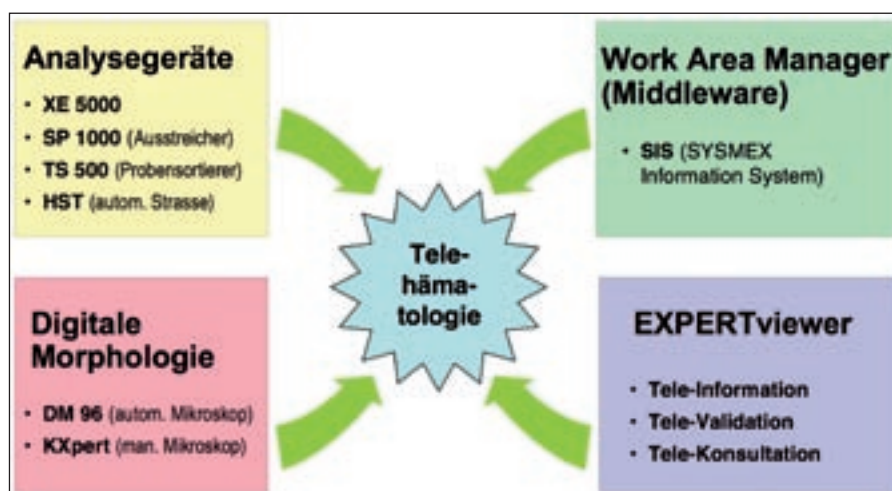 Analysegeräte
• XE 5000
• SP 1000 (Ausstreicher)
• TS 500 (Probensortierer)
• HST (autom. Strasse)
Work Area Manager
(Middleware)
• SIS (SYSMEX
Information System)
Tele-
häma-
tologie
Digitale
Morphologie
• DM 96 (autom. Mikroskop)
• KXpert (man. Mikroskop)
EXPERTviewer
• Tele-Information
• Tele-Validation
• Tele-Konsultation